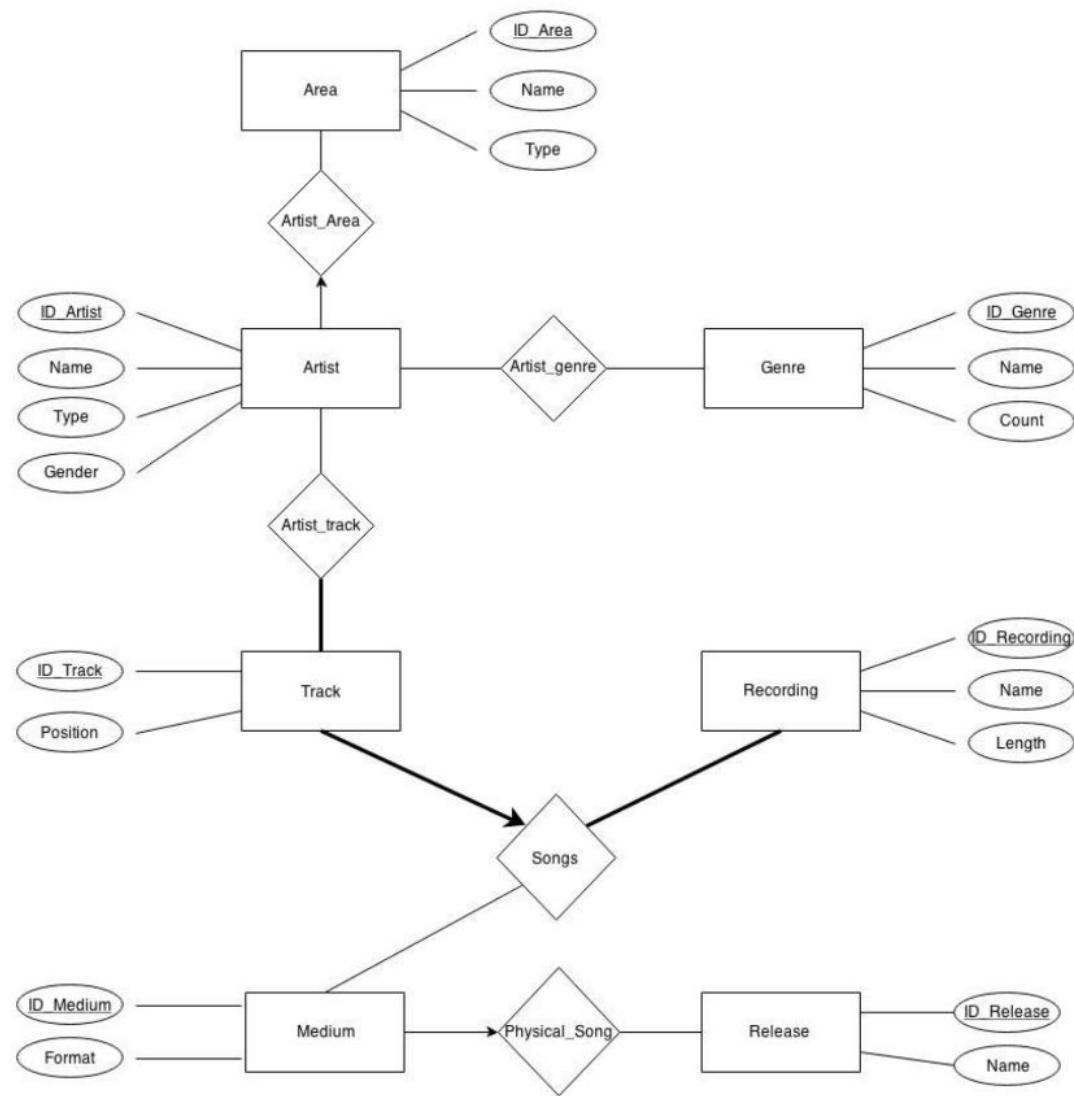 ID_Area
Area
Name
Type
Artist_Area
ID_Artist
Name
Type
Gender
Artist
Artist_genre
Genre
ID_Genre
Name
Count
Artist_track
ID_Track
Position
Track
Recording
ID_Recording
Name
Length
Songs
ID_Medium
Format
Medium
Physical_Song
Release
ID_Release
Name